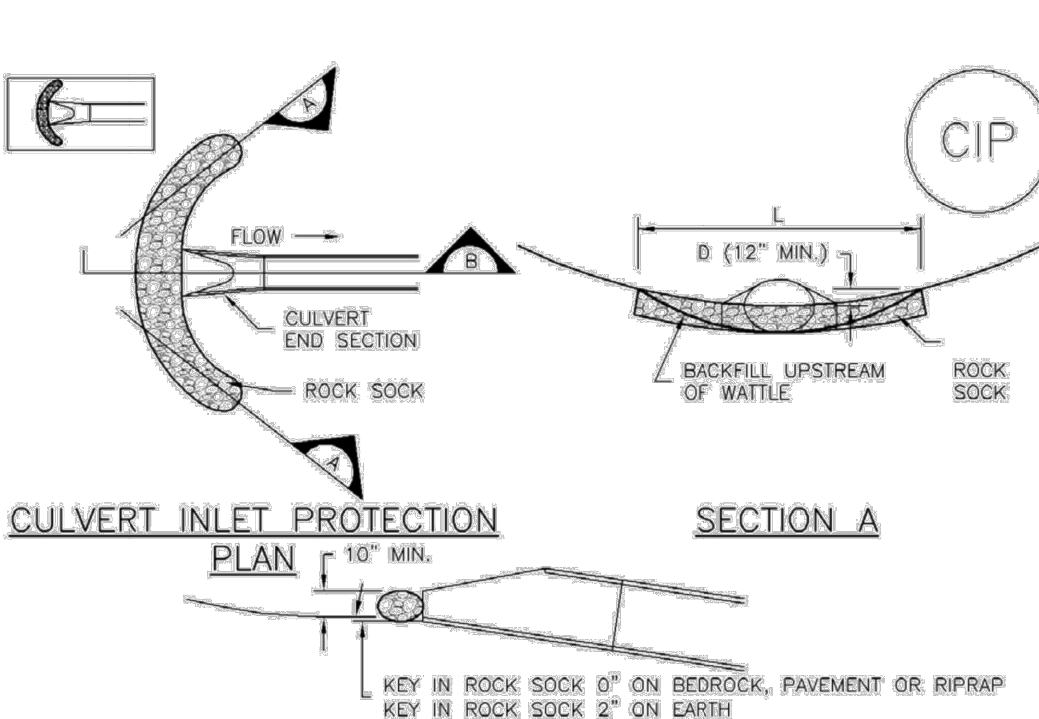 CIP
A
FLOW
B
CULVERT
END SECTION
ROCK SOCK
A
L
D (12" MIN.)
BACKFILL UPSTREAM
OF WATTLE
ROCK
SOCK
CULVERT INLET PROTECTION
PLAN
SECTION A
10" MIN.
KEY IN ROCK SOCK 0" ON BEDROCK, PAVEMENT OR RIPRAP
KEY IN ROCK SOCK 2" ON EARTH